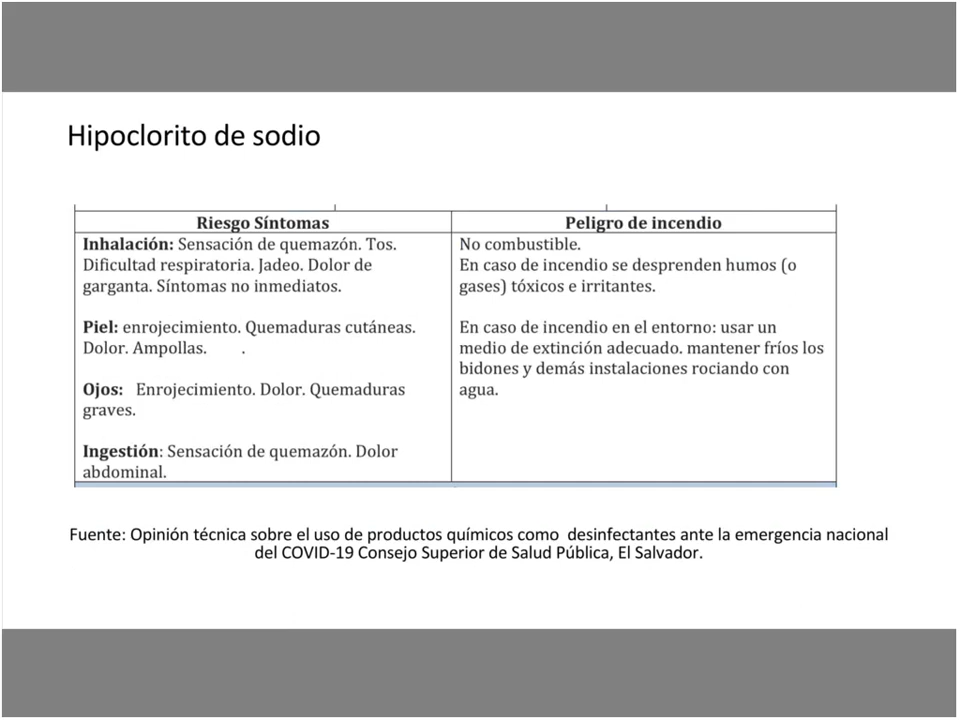 Hipoclorito de sodio
Riesgo Síntomas
Inhalación: Sensación de quemazón. Tos.
Dificultad respiratoria. Jadeo. Dolor de
garganta. Síntomas no inmediatos.
Piel: enrojecimiento. Quemaduras cutáneas.
Dolor. Ampollas. .
Ojos: Enrojecimiento. Dolor. Quemaduras
graves.
Ingestión: Sensación de quemazón. Dolor
abdominal.
Peligro de incendio
No combustible.
En caso de incendio se desprenden humos (o
gases) tóxicos e irritantes.
En caso de incendio en el entorno: usar un
medio de extinción adecuado. mantener fríos los
bidones y demás instalaciones rociando con
agua.
Fuente: Opinión técnica sobre el uso de productos químicos como desinfectantes ante la emergencia nacional
del COVID-19 Consejo Superior de Salud Pública, El Salvador.